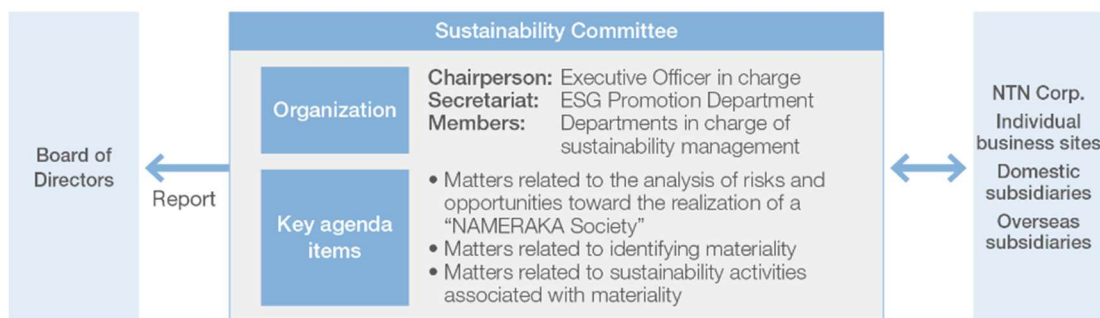 Board of
Directors
Report
Sustainability Committee
Organization
Chairperson: Executive Officer in charge
Secretariat: ESG Promotion Department
Members: Departments in charge of
sustainability management
Key agenda
items
• Matters related to the analysis of risks and
opportunities toward the realization of a
“NAMERAKA Society”
• Matters related to identifying materiality
• Matters related to sustainability activities
associated with materiality
NTN Corp.
Individual
business sites
Domestic
subsidiaries
Overseas
subsidiaries